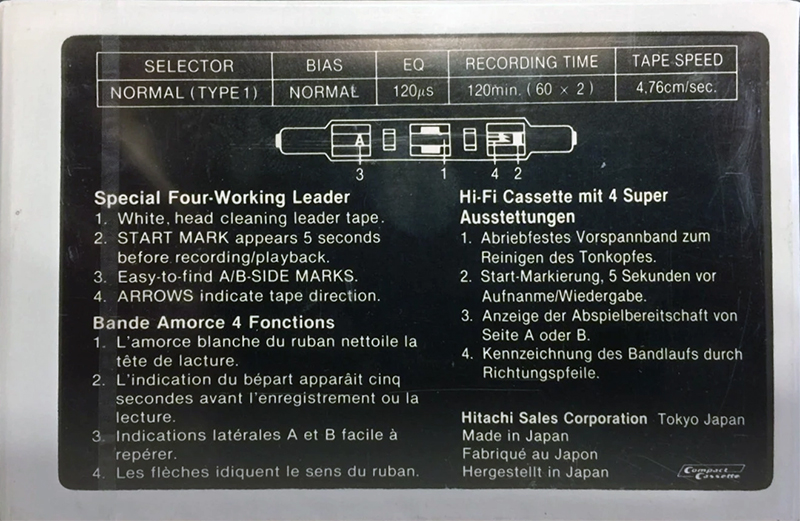 SELECTOR BIAS EQ RECORDING TIME TAPE SPEED
NORMAL (TYPE1) NORMAL 120μs 120min. (60 × 2) 4,76cm/sec.
A
3 1 4 2
Special Four-Working Leader
1. White, head cleaning leader tape.
2. START MARK appears 5 seconds
before recording/playback.
3. Easy-to-find A/B-SIDE MARKS.
4. ARROWS indicate tape direction.
Bande Amorce 4 Fonctions
1. L'amorce blanche du ruban nettoile la
tête de lacture.
2. L'indication du bépart apparâit cinq
secondes avant l'enregistrement ou la
lecture.
3. Indications latérales A et B facile à
repérer.
4. Les flèches idiquent le sens du ruban.
Hi-Fi Cassette mit 4 Super
Ausstettungen
1. Abriebfestes Vorspannband zum
Reinigen des Tonkopfes.
2. Start-Markierung, 5 Sekunden vor
Aufnanme/Wiedergabe.
3. Anzeige der Abspielbereitschaft von
Seite A oder B.
4. Kennzeichnung des Bandlaufs durch
Richtungspfeile.
Hitachi Sales Corporation Tokyo Japan
Made in Japan
Fabriqué au Japon
Hergestellt in Japan
Compact
Cassette